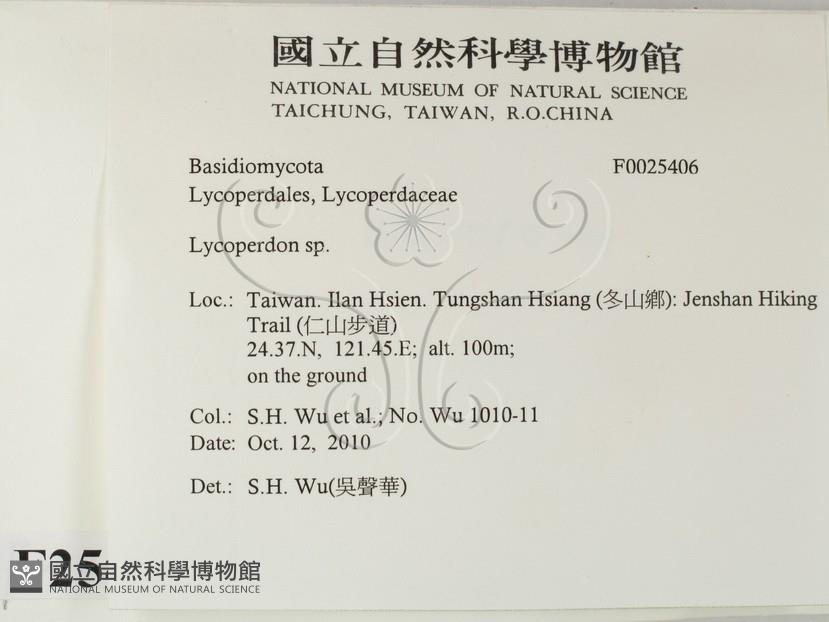 國立自然科學博物館
NATIONAL MUSEUM OF NATURAL SCIENCE
TAICHUNG, TAIWAN, R.O.CHINA
Basidiomycota F0025406
Lycoperdales, Lycoperdaceae
Lycoperdon sp.
Loc.: Taiwan. Ilan Hsien. Tungshan Hsiang (冬山鄉): Jenshan Hiking
Trail (仁山步道)
24.37.N, 121.45.E; alt. 100m;
on the ground
Col.: S.H. Wu et al.; No. Wu 1010-11
Date: Oct. 12, 2010
Det.: S.H. Wu(吳聲華)
F25
國立自然科學博物館
NATIONAL MUSEUM OF NATURAL SCIENCE